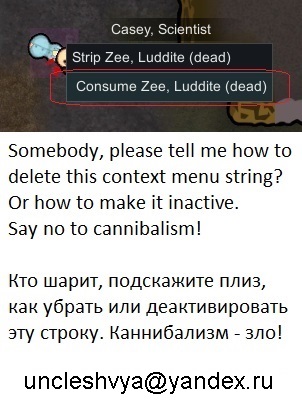 Casey, Scientist
Strip Zee, Luddite (dead)
Consume Zee, Luddite (dead)
Somebody, please tell me how to
delete this context menu string?
Or how to make it inactive.
Say no to cannibalism!
Кто шарит, подскажите плиз,
как убрать или деактивировать
эту строку. Каннибализм - зло!
uncleshvya@yandex.ru